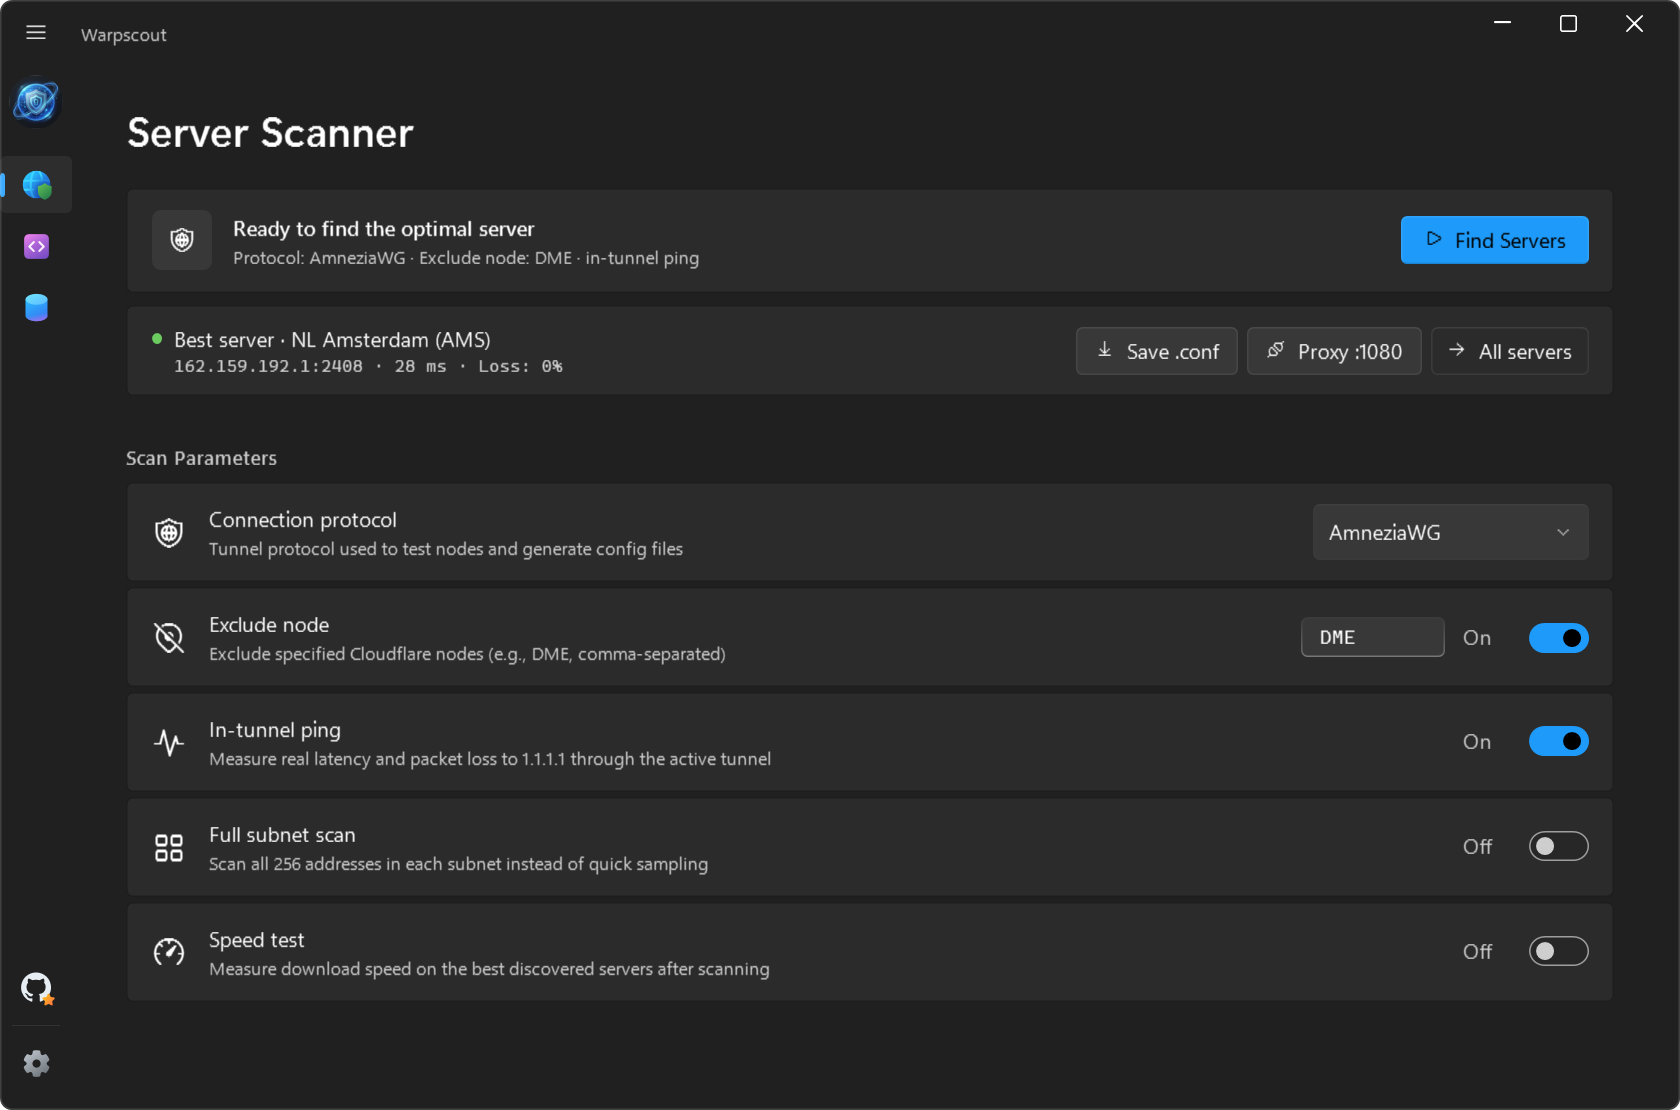 Warpscout
Server Scanner
Ready to find the optimal server
Protocol: AmneziaWG · Exclude node: DME · in-tunnel ping
Find Servers
Best server · NL Amsterdam (AMS)
162.159.192.1:2408 · 28 ms · Loss: 0%
Save .conf
Proxy :1080
All servers
Scan Parameters
Connection protocol
Tunnel protocol used to test nodes and generate config files
AmneziaWG
Exclude node
Exclude specified Cloudflare nodes (e.g., DME, comma-separated)
DME
On
In-tunnel ping
Measure real latency and packet loss to 1.1.1.1 through the active tunnel
On
Full subnet scan
Scan all 256 addresses in each subnet instead of quick sampling
Off
Speed test
Measure download speed on the best discovered servers after scanning
Off